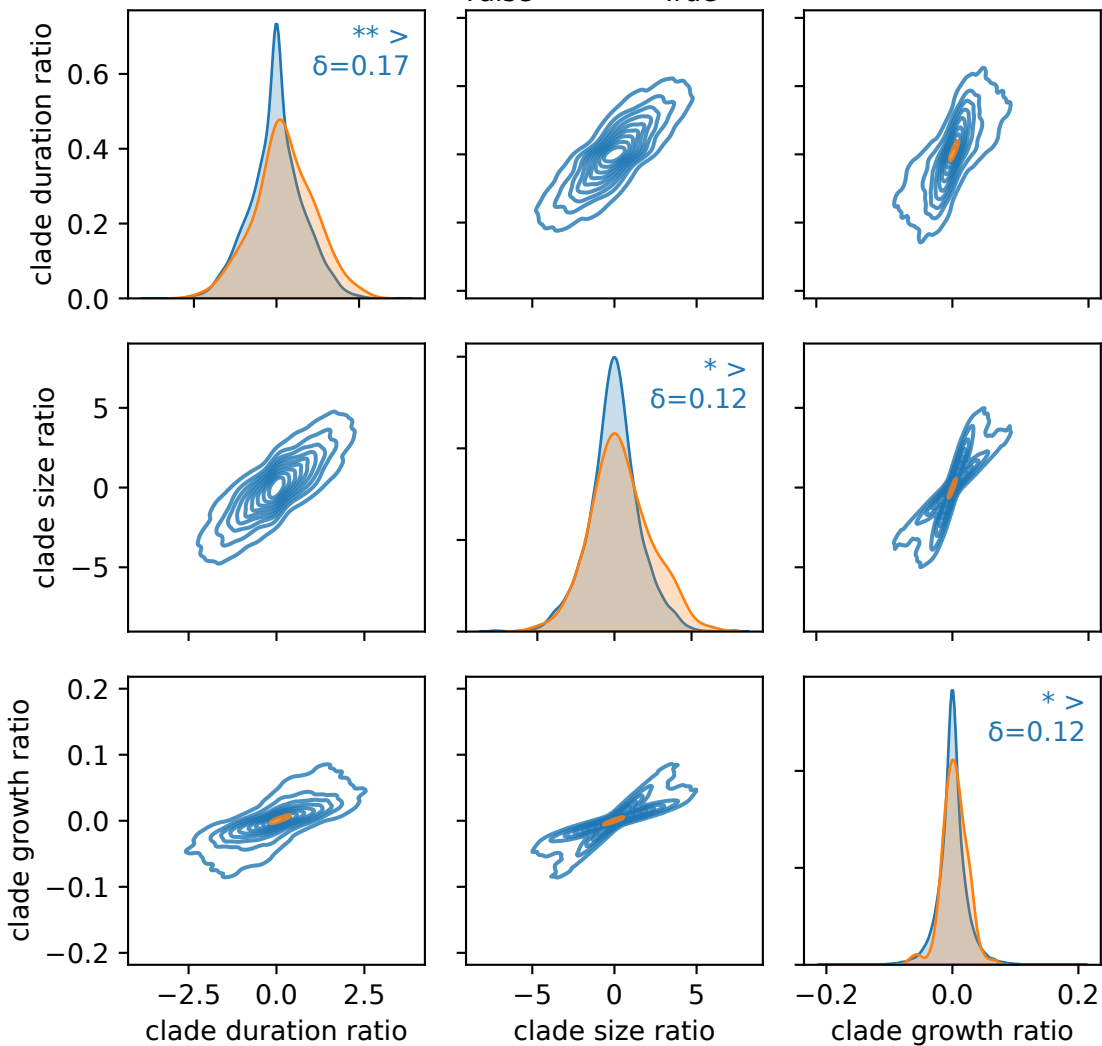 ** >
δ=0.17
clade duration ratio
0.6
0.4
0.2
0.0
clade size ratio
5
0
−5
* >
δ=0.12
clade growth ratio
0.2
0.1
0.0
−0.1
−0.2
* >
δ=0.12
−2.5 0.0 2.5
−5 0 5
−0.2 0.0 0.2
clade duration ratio
clade size ratio
clade growth ratio